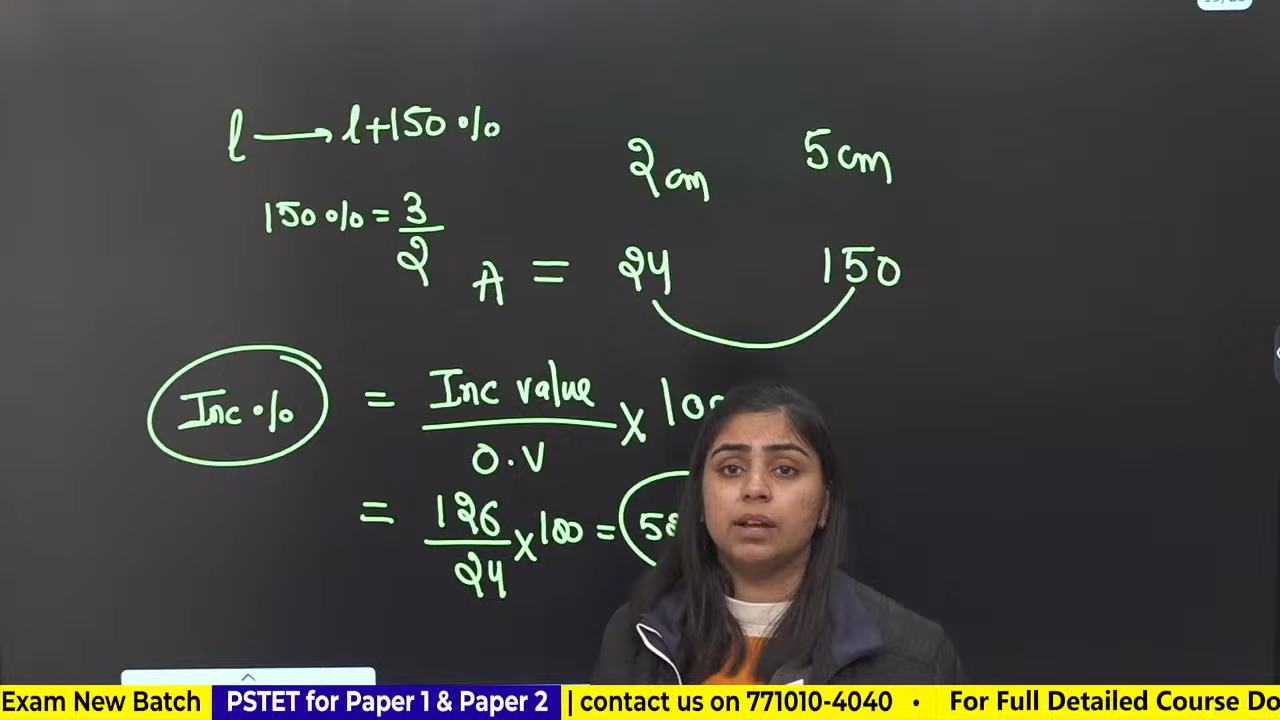 l → l+150%
2cm 5cm
150% = 3/2
A = 24 150
Inc% = Inc value / O.V × 100
= 126/24 × 100 =
Exam New Batch PSTET for Paper 1 & Paper 2 | contact us on 771010-4040 • For Full Detailed Course Do